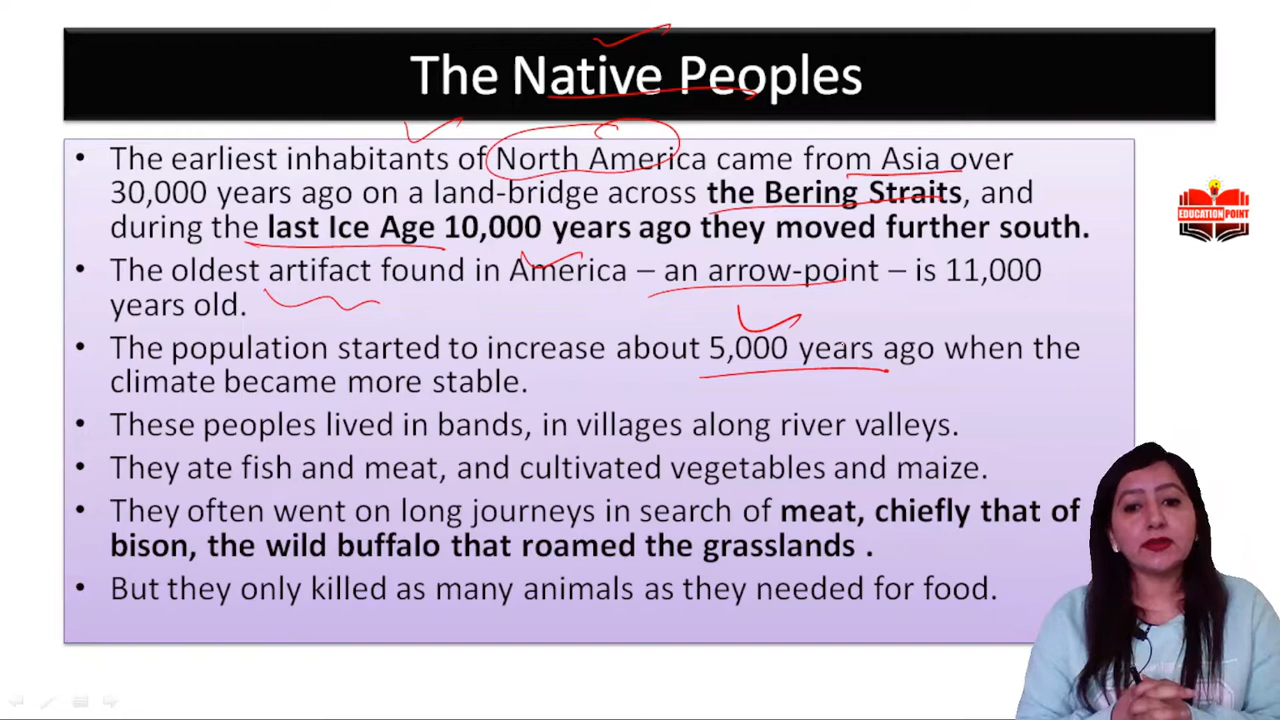 The Native Peoples
• The earliest inhabitants of North America came from Asia over
30,000 years ago on a land-bridge across the Bering Straits, and
during the last Ice Age 10,000 years ago they moved further south.
• The oldest artifact found in America – an arrow-point – is 11,000
years old.
• The population started to increase about 5,000 years ago when the
climate became more stable.
• These peoples lived in bands, in villages along river valleys.
• They ate fish and meat, and cultivated vegetables and maize.
• They often went on long journeys in search of meat, chiefly that of
bison, the wild buffalo that roamed the grasslands .
• But they only killed as many animals as they needed for food.
EDUCATION POINT